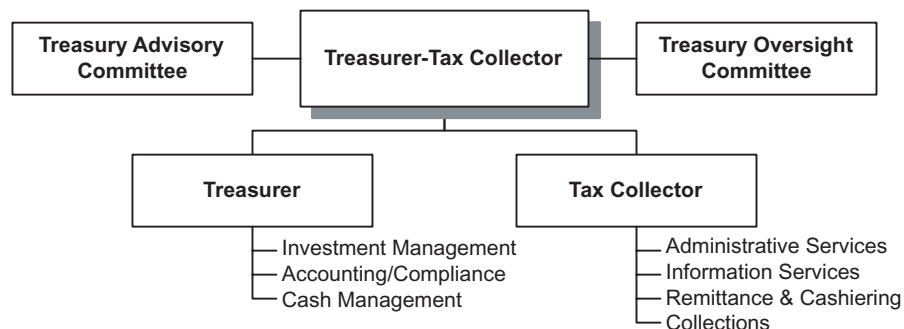 Treasury Advisory
Committee
Treasurer-Tax Collector
Treasury Oversight
Committee
Treasurer
Tax Collector
Investment Management
Accounting/Compliance
Cash Management
Administrative Services
Information Services
Remittance & Cashiering
Collections